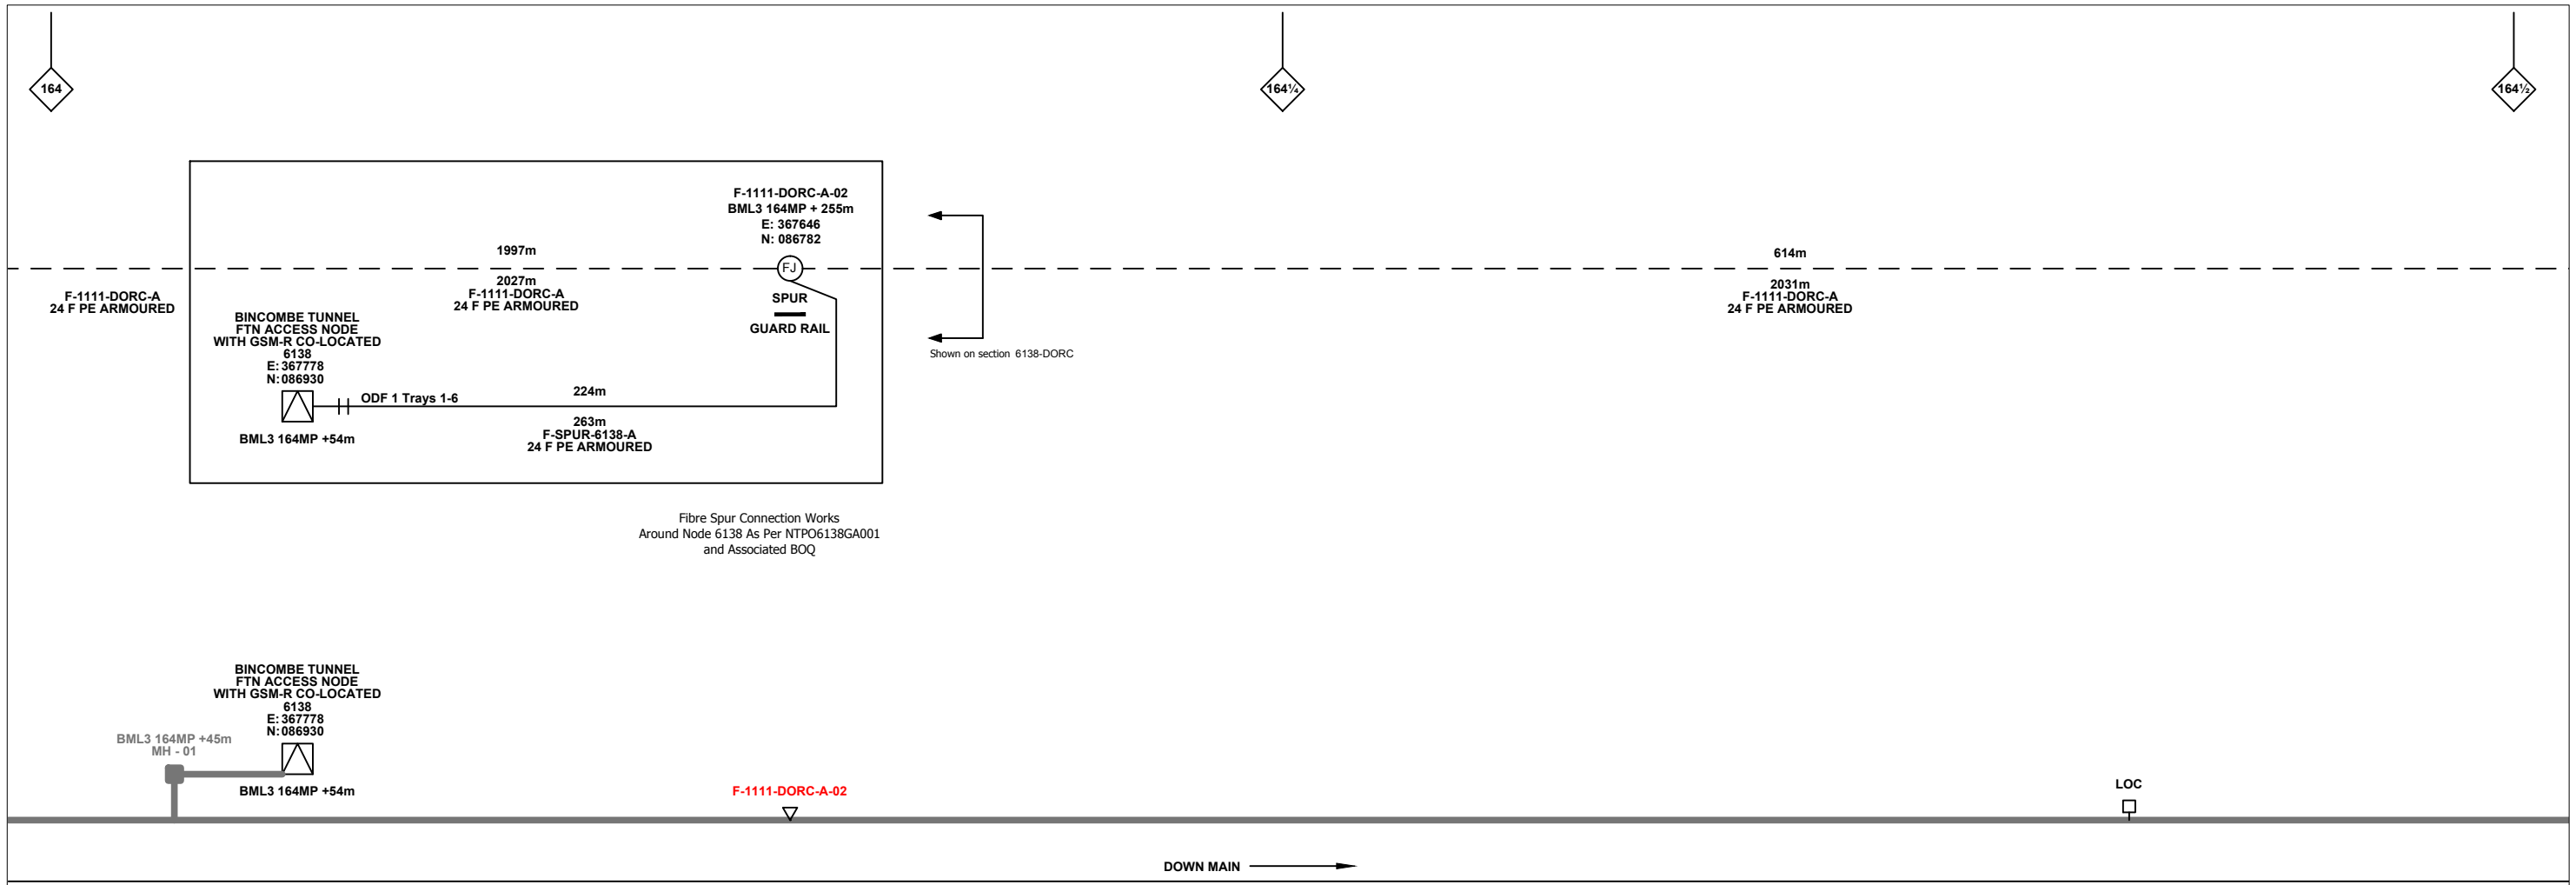 164
164¼
164½
F-1111-DORC-A-02
BML3 164MP + 255m
E: 367646
N: 086782
1997m
FJ
614m
2027m
F-1111-DORC-A
24 F PE ARMOURED
F-1111-DORC-A
24 F PE ARMOURED
SPUR
GUARD RAIL
2031m
F-1111-DORC-A
24 F PE ARMOURED
BINCOMBE TUNNEL
FTN ACCESS NODE
WITH GSM-R CO-LOCATED
6138
E: 367778
N: 086930
Shown on section 6138-DORC
ODF 1 Trays 1-6
224m
BML3 164MP +54m
263m
F-SPUR-6138-A
24 F PE ARMOURED
Fibre Spur Connection Works
Around Node 6138 As Per NTPO6138GA001
and Associated BOQ
BINCOMBE TUNNEL
FTN ACCESS NODE
WITH GSM-R CO-LOCATED
6138
E: 367778
N: 086930
BML3 164MP +45m
MH - 01
BML3 164MP +54m
F-1111-DORC-A-02
LOC
DOWN MAIN